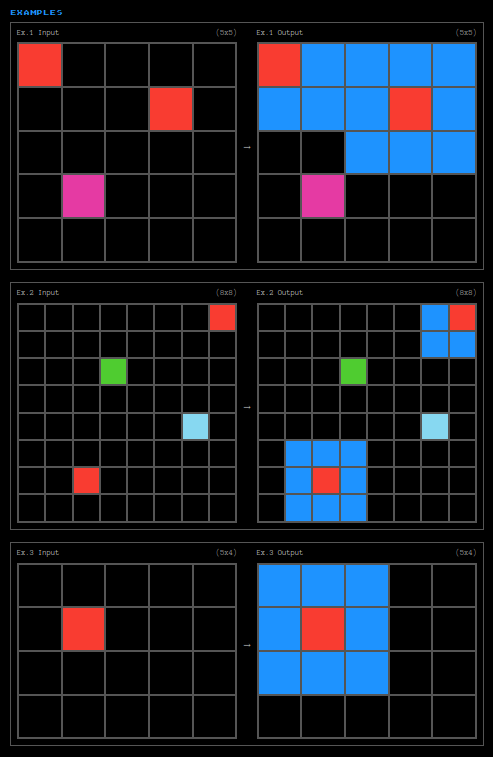 EXAMPLES
Ex.1 Input (5x5) Ex.1 Output (5x5)
→
Ex.2 Input (8x8) Ex.2 Output (8x8)
→
Ex.3 Input (5x4) Ex.3 Output (5x4)
→